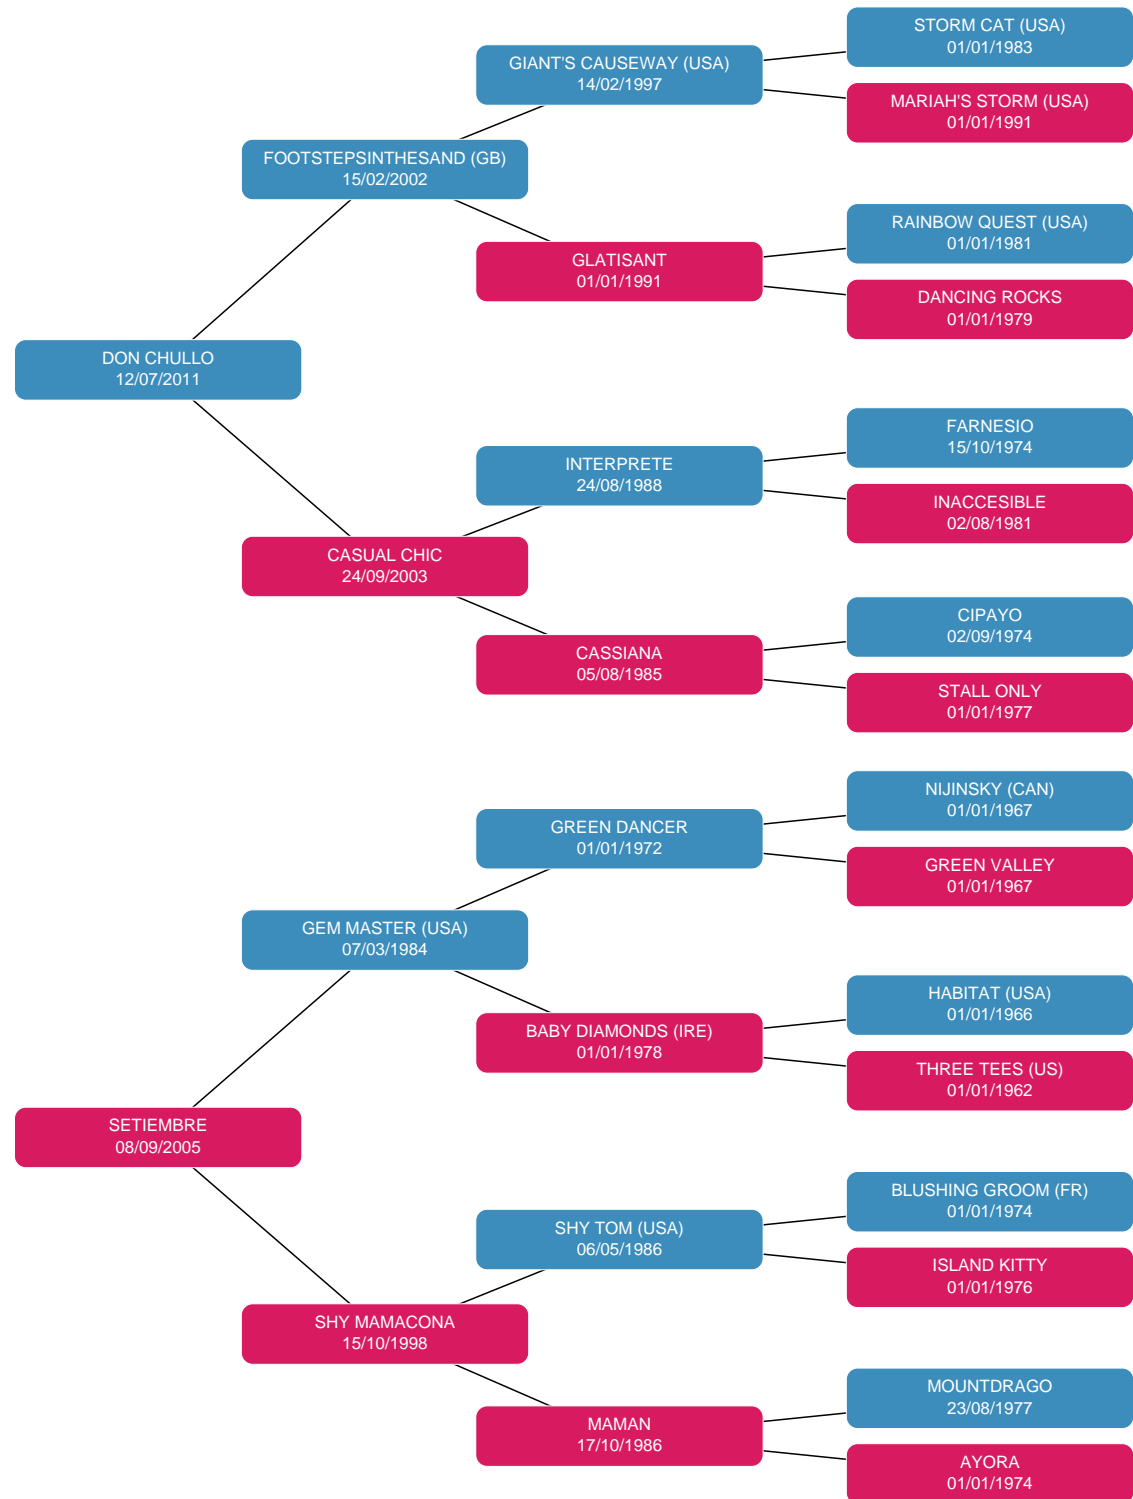 STORM CAT (USA)
01/01/1983
GIANT'S CAUSEWAY (USA)
14/02/1997
MARIAH'S STORM (USA)
01/01/1991
FOOTSTEPSINTHESAND (GB)
15/02/2002
RAINBOW QUEST (USA)
01/01/1981
GLATISANT
01/01/1991
DANCING ROCKS
01/01/1979
DON CHULLO
12/07/2011
FARNESIO
15/10/1974
INTERPRETE
24/08/1988
INACCESIBLE
02/08/1981
CASUAL CHIC
24/09/2003
CIPAYO
02/09/1974
CASSIANA
05/08/1985
STALL ONLY
01/01/1977
NIJINSKY (CAN)
01/01/1967
GREEN DANCER
01/01/1972
GREEN VALLEY
01/01/1967
GEM MASTER (USA)
07/03/1984
HABITAT (USA)
01/01/1966
BABY DIAMONDS (IRE)
01/01/1978
THREE TEES (US)
01/01/1962
SETIEMBRE
08/09/2005
BLUSHING GROOM (FR)
01/01/1974
SHY TOM (USA)
06/05/1986
ISLAND KITTY
01/01/1976
SHY MAMACONA
15/10/1998
MOUNTDRAGO
23/08/1977
MAMAN
17/10/1986
AYORA
01/01/1974